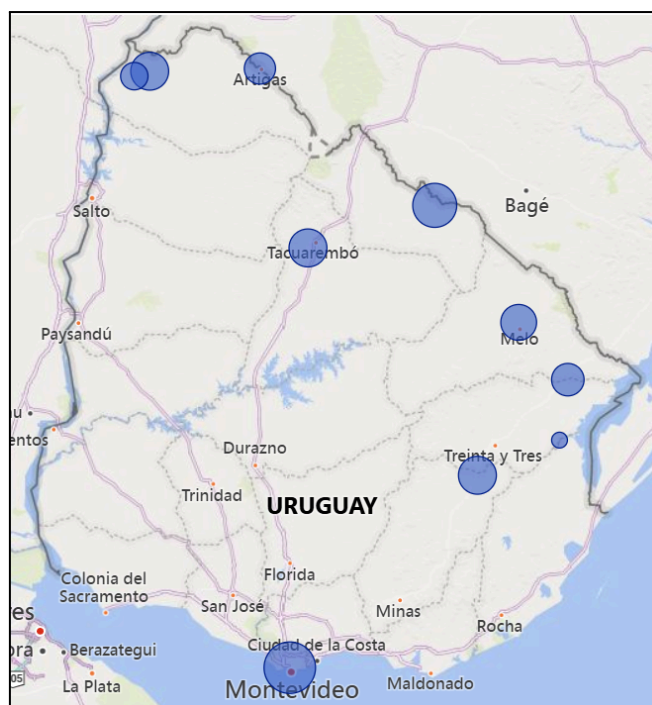 Artigas
Salto
Bagé
Tacuarembó
Paysandú
Melo
Durazno
Treinta y Tres
Trinidad
URUGUAY
Florida
Colonia del
Sacramento
San José
Minas
Rocha
Ciudad de la Costa
Berazategui
La Plata
Montevideo
Maldonado
05